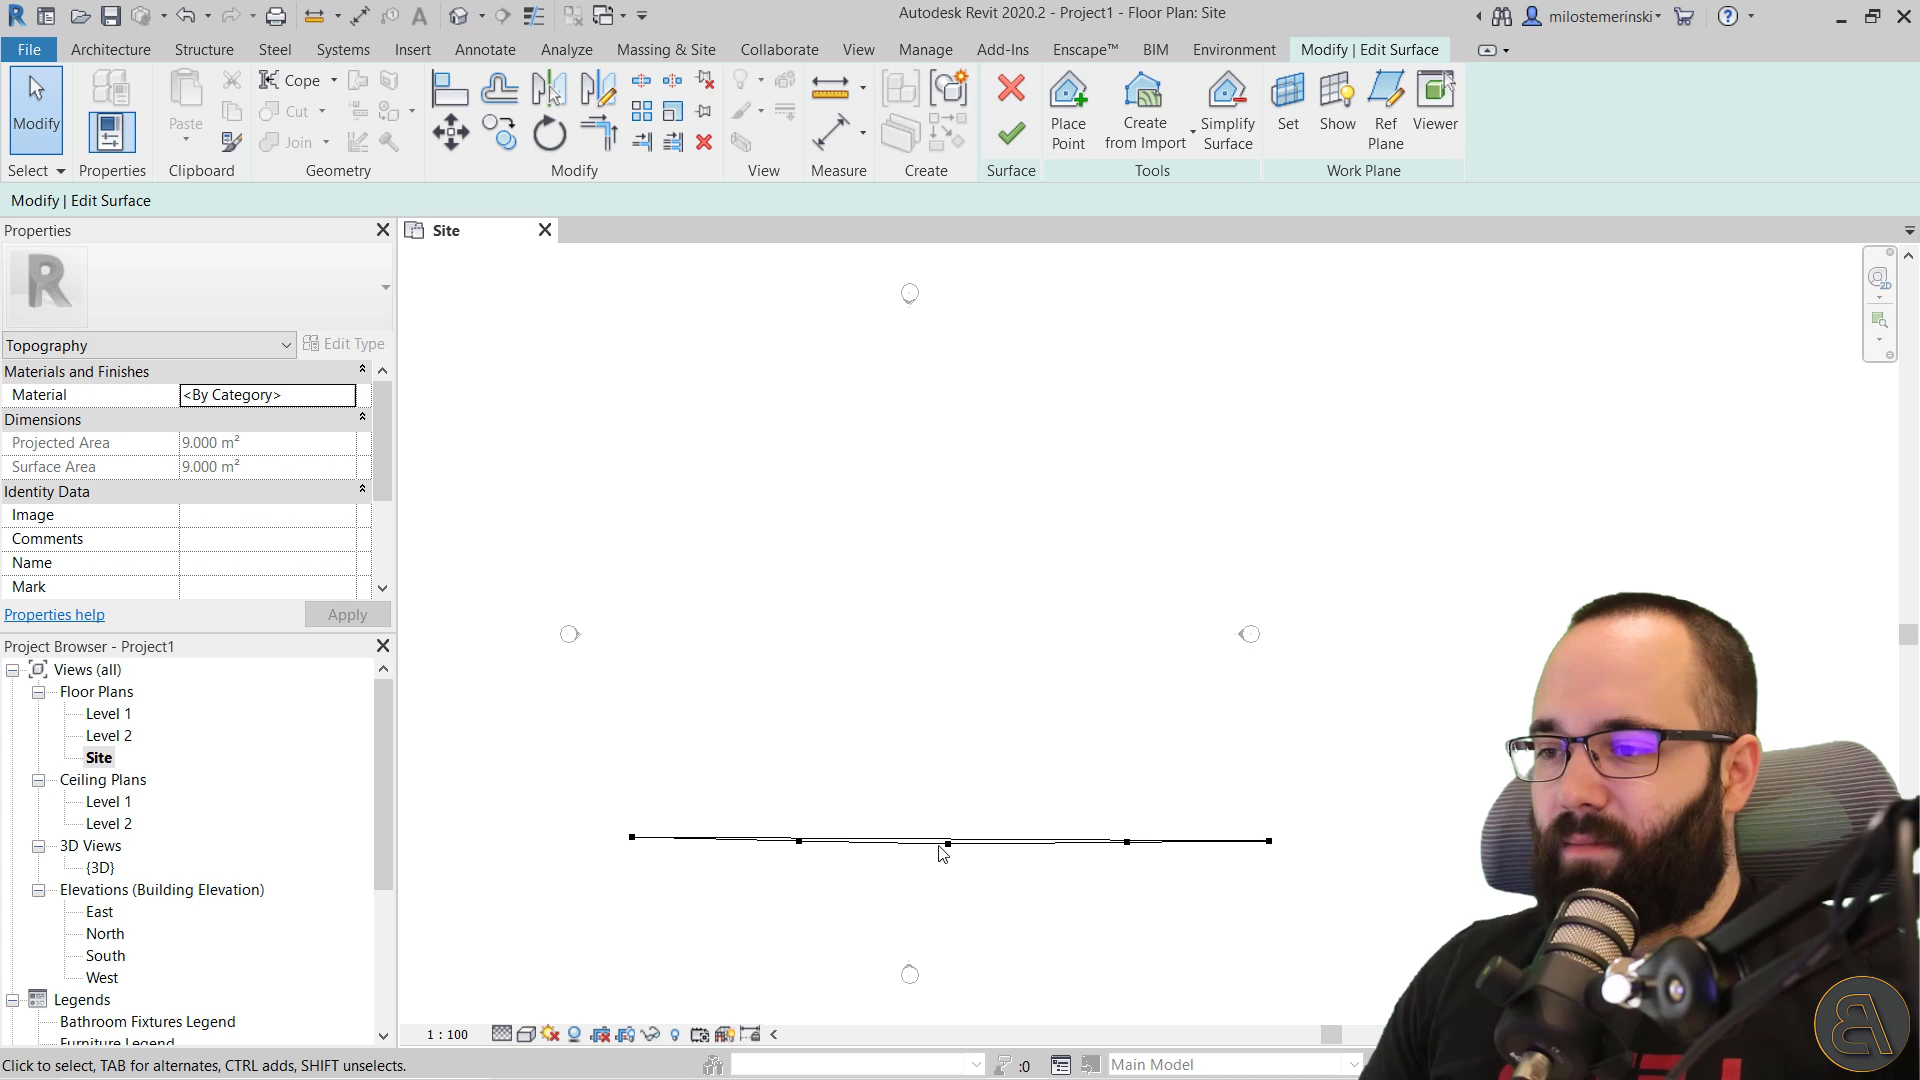 Autodesk Revit 2020.2 - Project1 - Floor Plan: Site
milostemerinski
File
Architecture
Structure
Steel
Systems
Insert
Annotate
Analyze
Massing & Site
Collaborate
View
Manage
Add-Ins
Enscape™
BIM
Environment
Modify | Edit Surface
Modify
Paste
Cope
Cut
Join
Place
Point
Create
from Import
Simplify
Surface
Set
Show
Ref
Plane
Viewer
Select
Properties
Clipboard
Geometry
Modify
View
Measure
Create
Surface
Tools
Work Plane
Modify | Edit Surface
Properties
Site
R
Topography
Edit Type
Materials and Finishes
Material
<By Category>
Dimensions
Projected Area
9.000 m²
Surface Area
9.000 m²
Identity Data
Image
Comments
Name
Mark
Properties help
Apply
2D
Project Browser - Project1
Views (all)
Floor Plans
Level 1
Level 2
Site
Ceiling Plans
Level 1
Level 2
3D Views
{3D}
Elevations (Building Elevation)
East
North
South
West
Legends
Bathroom Fixtures Legend
Furniture Legend
1 : 100
Click to select, TAB for alternates, CTRL adds, SHIFT unselects.
:0
Main Model